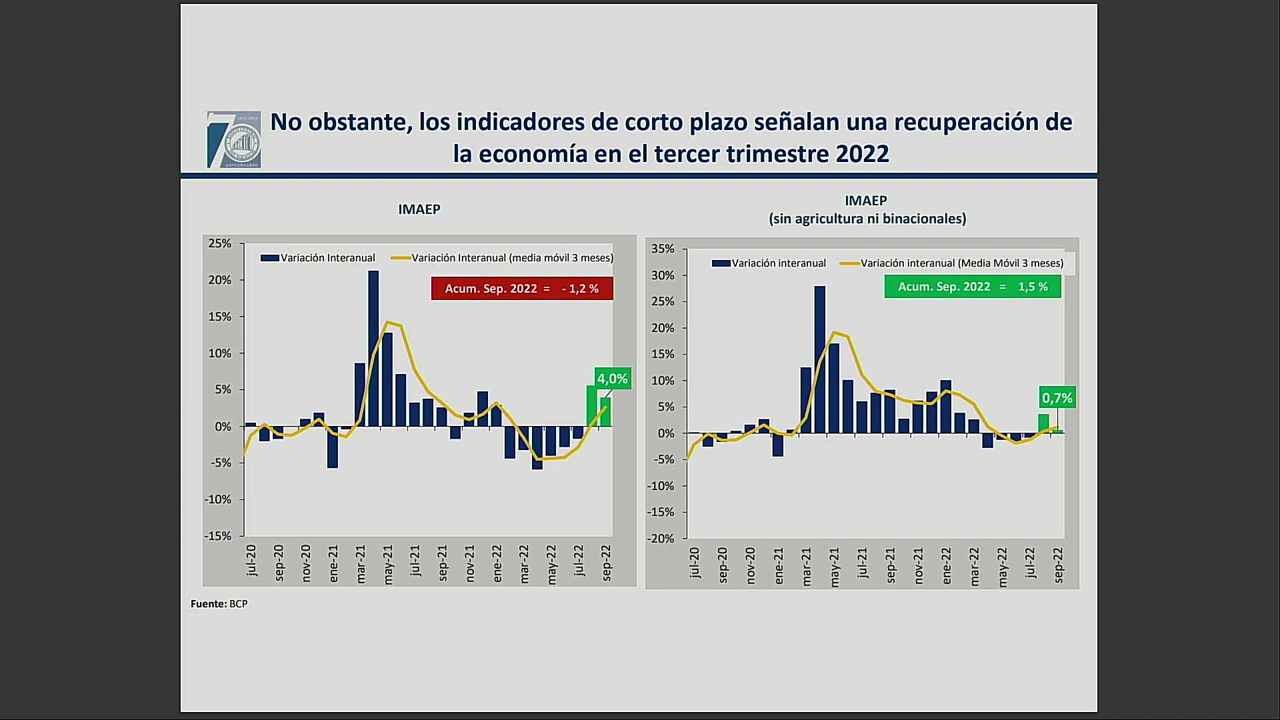 No obstante, los indicadores de corto plazo señalan una recuperación de
la economía en el tercer trimestre 2022
IMAEP
25%
20%
15%
10%
5%
0%
-5%
-10%
-15%
Variación Interanual
Variación Interanual (media móvil 3 meses)
Acum. Sep. 2022 = - 1,2 %
4,0%
jul-20
sep-20
nov-20
ene-21
mar-21
may-21
jul-21
sep-21
nov-21
ene-22
mar-22
may-22
jul-22
sep-22
IMAEP
(sin agricultura ni binacionales)
35%
30%
25%
20%
15%
10%
5%
0%
-5%
-10%
-15%
-20%
Variación interanual
Variación interanual (Media Móvil 3 meses)
Acum. Sep. 2022 = 1,5 %
0,7%
jul-20
sep-20
nov-20
ene-21
mar-21
may-21
jul-21
sep-21
nov-21
ene-22
mar-22
may-22
jul-22
sep-22
Fuente: BCP